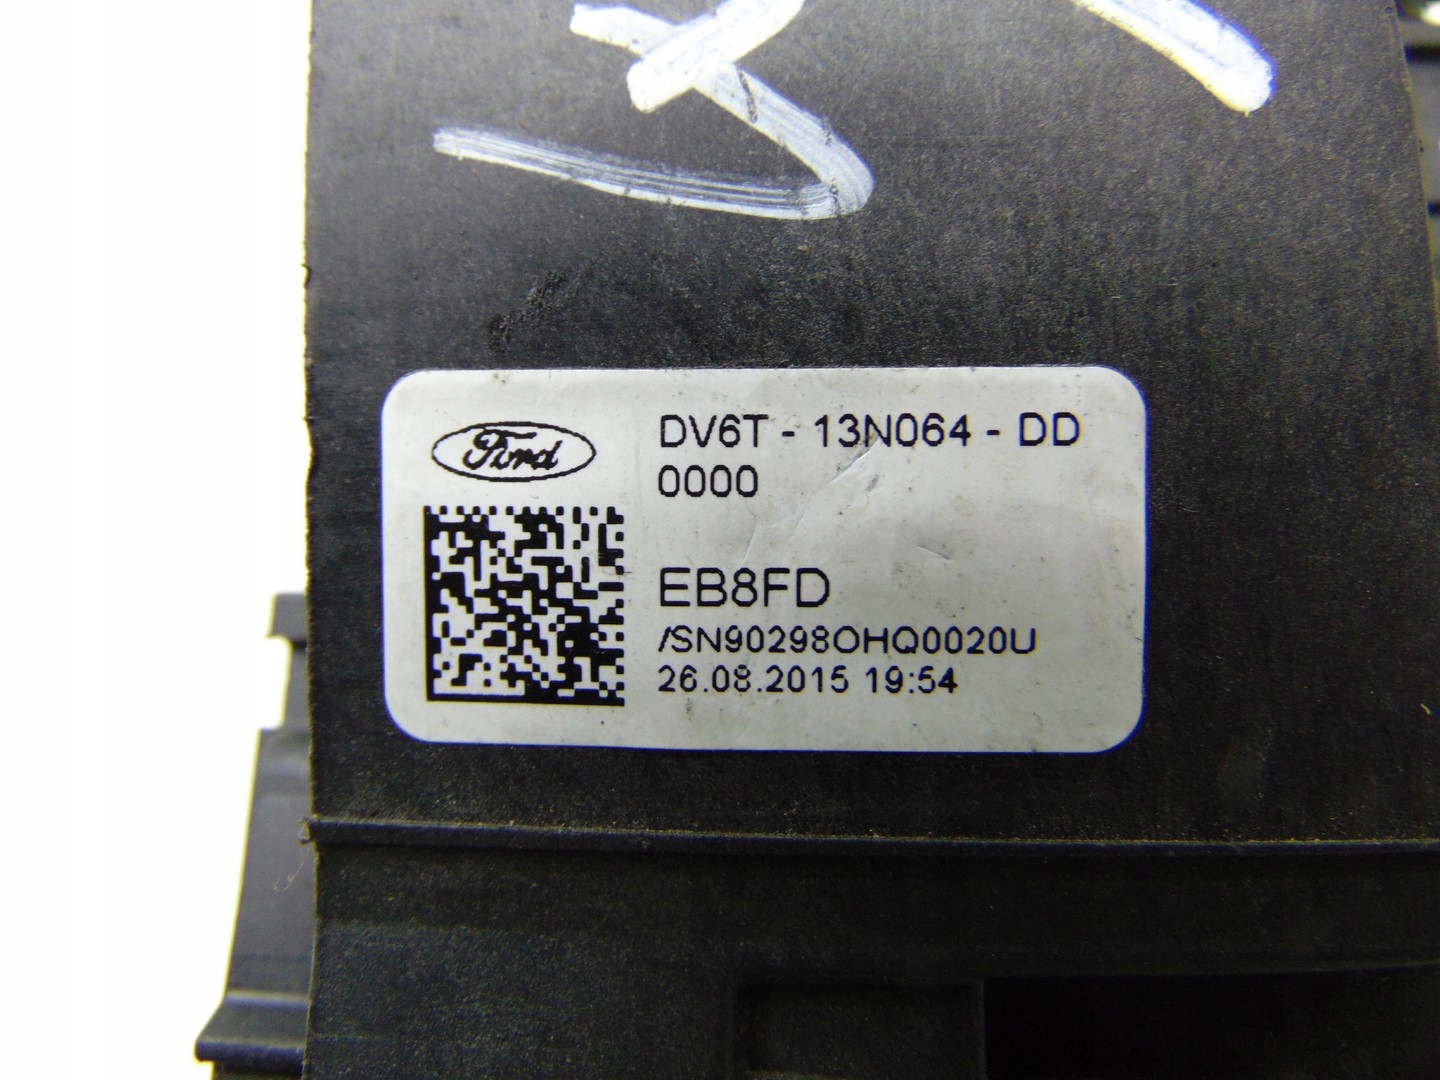 Ford
DV6T - 13N064 - DD
0000
EB8FD
/SN90298OHQ0020U
26.08.2015 19:54